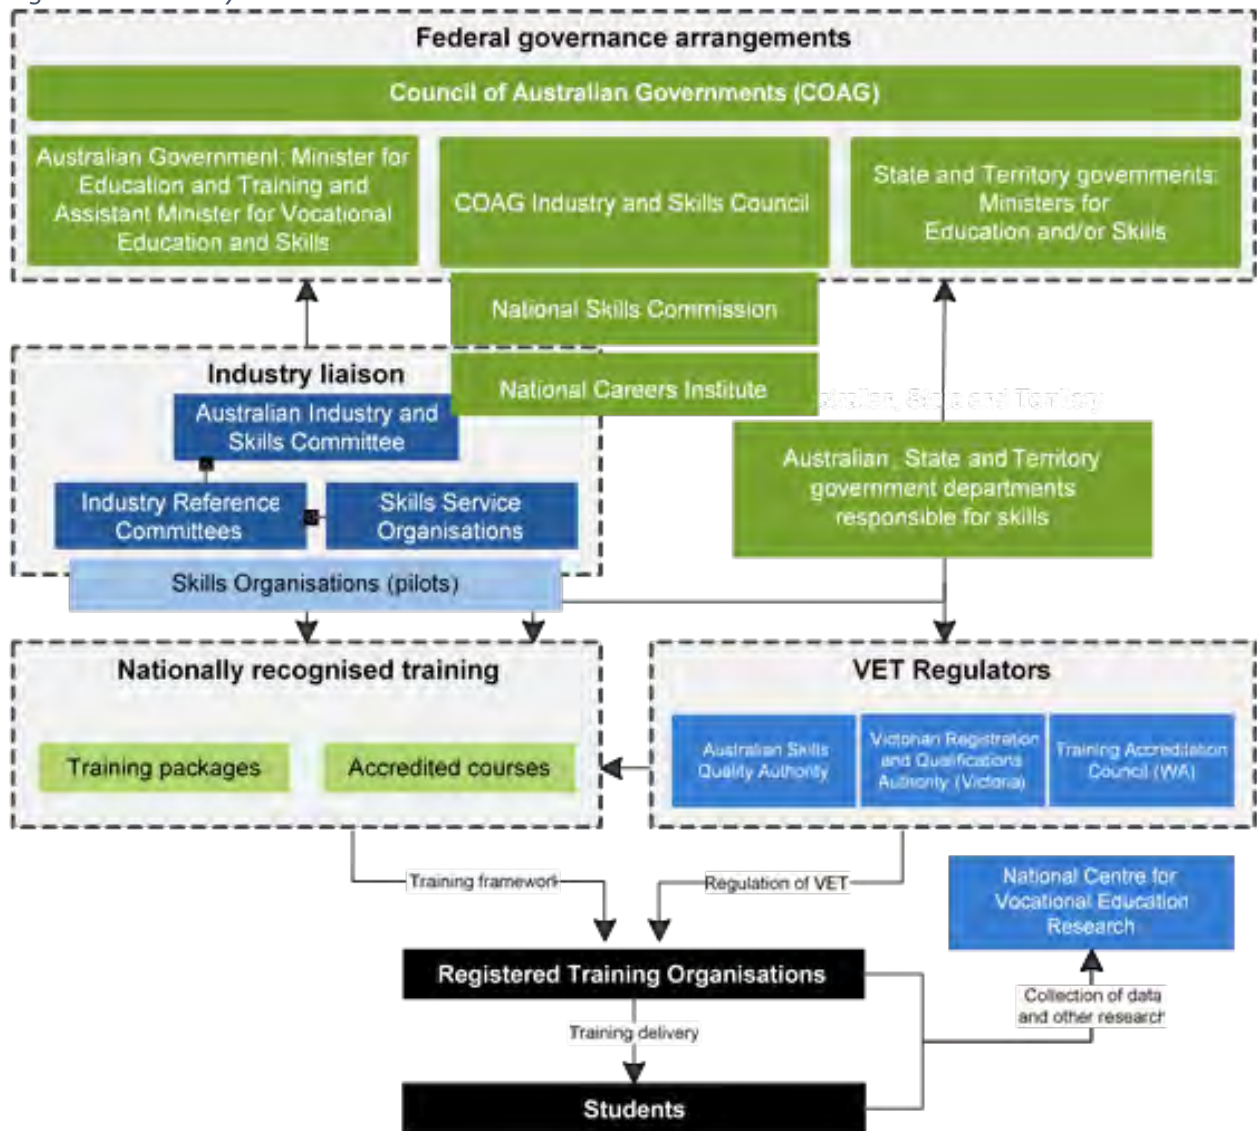 Federal governance arrangements
Council of Australian Governments (COAG)
Australian Government: Minister for
Education and Training and
Assistant Minister for Vocational
Education and Skills
COAG Industry and Skills Council
State and Territory governments:
Ministers for
Education and/or Skills
National Skills Commission
National Careers Institute
Industry liaison
Australian Industry and
Skills Committee
Industry Reference
Committees
Skills Service
Organisations
Skills Organisations (pilots)
State and Territory
Australian, State and Territory
government departments
responsible for skills
Nationally recognised training
Training packages
Accredited courses
VET Regulators
Australian Skills
Quality Authority
Victorian Registration
and Qualifications
Authority (Victoria)
Training Accreditation
Council (WA)
Training framework
Regulation of VET
National Centre for
Vocational Education
Research
Registered Training Organisations
Training delivery
Collection of data
and other research
Students